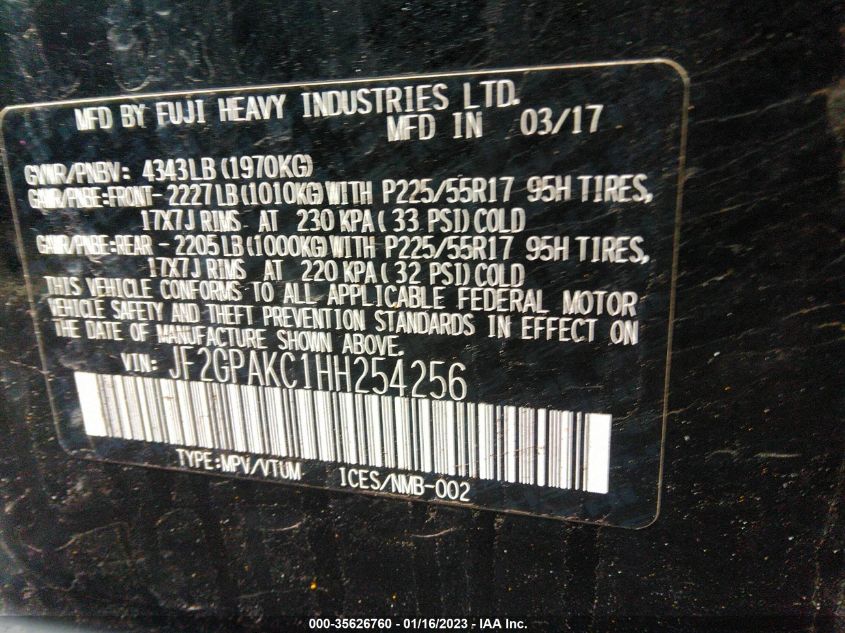 MFD BY FUJI HEAVY INDUSTRIES LTD.
MFD IN 03/17
GVWR/PNBV: 4343LB(1970KG)
GAWR/PNBE:FRONT-2227LB(1010KG)WITH P225/55R17 95H TIRES,
17X7J RIMS AT 230 KPA(33 PSI)COLD
GAWR/PNBE:REAR -2205LB(1000KG)WITH P225/55R17 95H TIRES,
17X7J RIMS AT 220 KPA(32 PSI)COLD
THIS VEHICLE CONFORMS TO ALL APPLICABLE FEDERAL MOTOR
VEHICLE SAFETY AND THEFT PREVENTION STANDARDS IN EFFECT ON
THE DATE OF MANUFACTURE SHOWN ABOVE.
VIN: JF2GPAKC1HH254256
TYPE:MPV/VTUM ICES/NMB-002
000-35626760 - 01/16/2023 - IAA Inc.